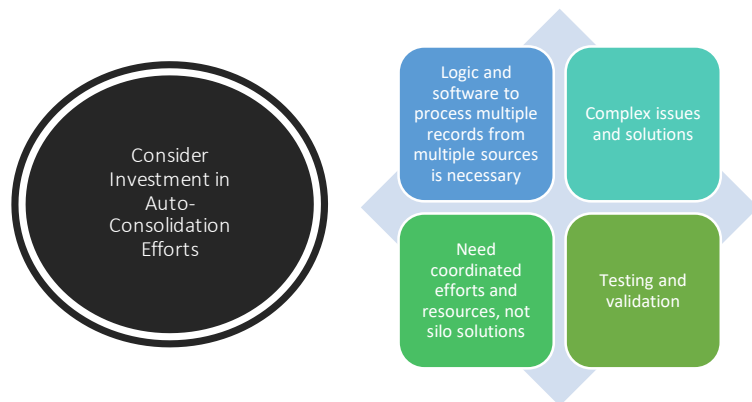 Consider
Investment in
Auto-
Consolidation
Efforts
Logic and
software to
process multiple
records from
multiple sources
is necessary
Complex issues
and solutions
Need
coordinated
efforts and
resources, not
silo solutions
Testing and
validation